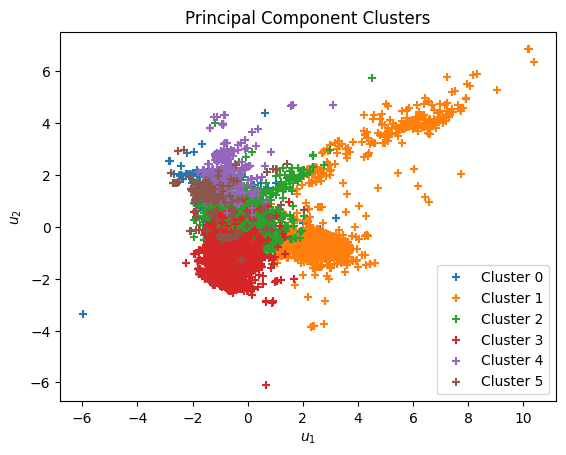 Principal Component Clusters
u₂
6
4
2
0
−2
−4
−6
Cluster 0
Cluster 1
Cluster 2
Cluster 3
Cluster 4
Cluster 5
−6 −4 −2 0 2 4 6 8 10
u₁